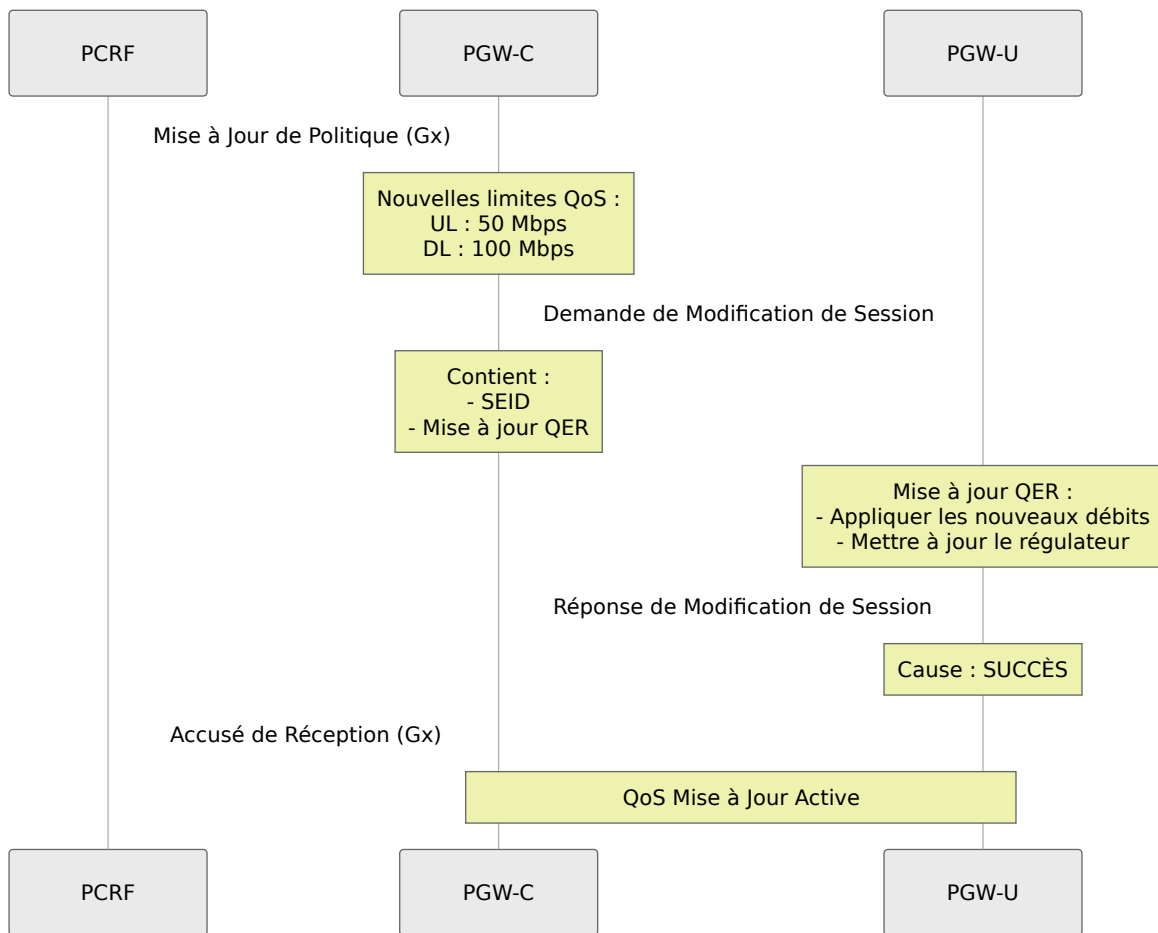 PCRF
PGW-C
PGW-U
Mise à Jour de Politique (Gx)
Nouvelles limites QoS :
UL : 50 Mbps
DL : 100 Mbps
Demande de Modification de Session
Contient :
- SEID
- Mise à jour QER
Mise à jour QER :
- Appliquer les nouveaux débits
- Mettre à jour le régulateur
Réponse de Modification de Session
Cause : SUCCÈS
Accusé de Réception (Gx)
QoS Mise à Jour Active
PCRF
PGW-C
PGW-U